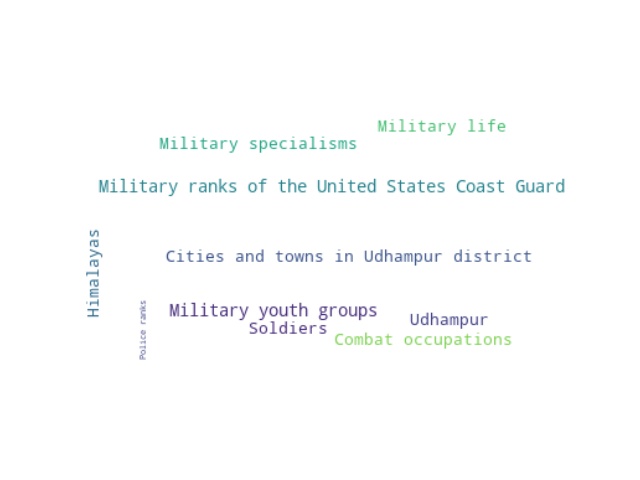 Military life
Military specialisms
Military ranks of the United States Coast Guard
Himalayas
Cities and towns in Udhampur district
Police ranks
Military youth groups
Udhampur
Soldiers
Combat occupations